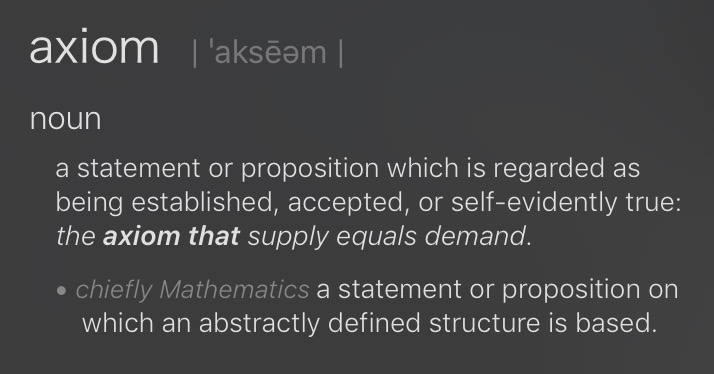 axiom | ˈaksēəm |
noun
a statement or proposition which is regarded as
being established, accepted, or self-evidently true:
the axiom that supply equals demand.
• chiefly Mathematics a statement or proposition on
which an abstractly defined structure is based.